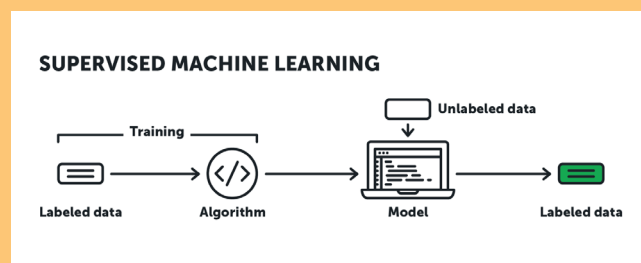 SUPERVISED MACHINE LEARNING
Unlabeled data
Training
</>
Labeled data
Algorithm
Model
Labeled data